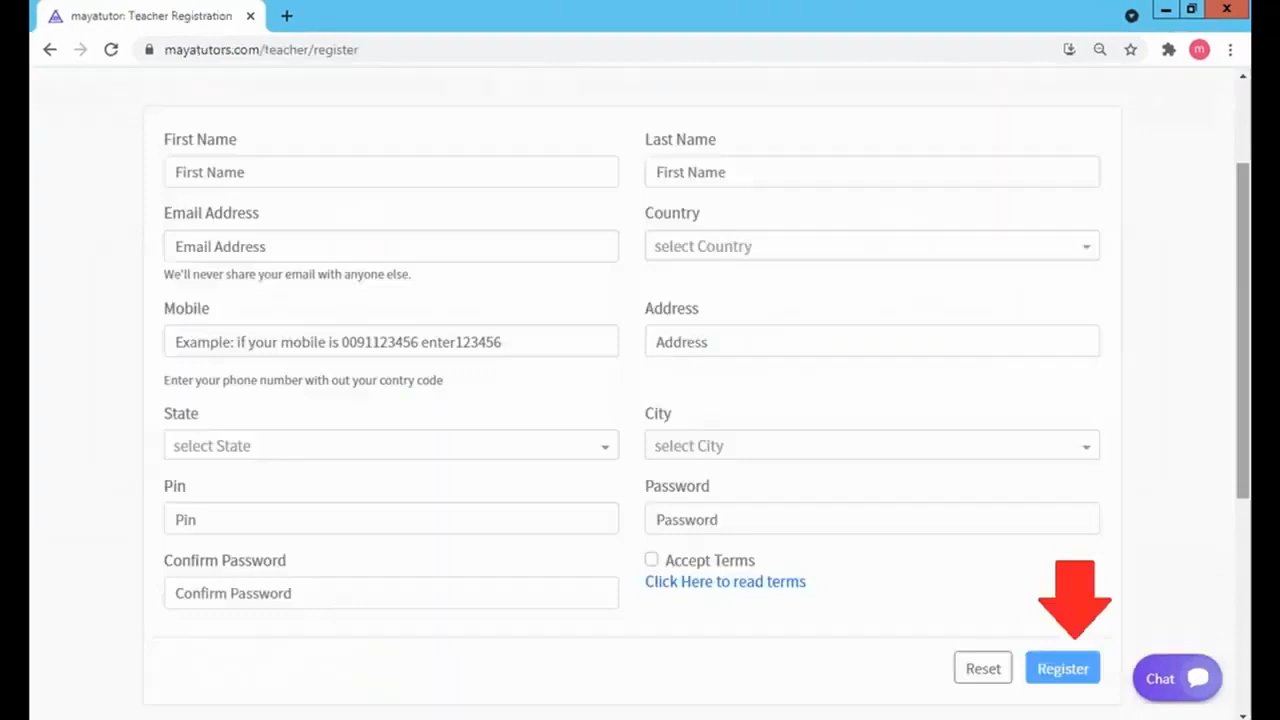 mayatutor: Teacher Registration
mayatutors.com/teacher/register
m
First Name
Last Name
First Name
First Name
Email Address
Country
Email Address
select Country
We'll never share your email with anyone else.
Mobile
Address
Example: if your mobile is 0091123456 enter123456
Address
Enter your phone number with out your contry code
State
City
select State
select City
Pin
Password
Pin
Password
Confirm Password
Accept Terms
Click Here to read terms
Confirm Password
Reset
Register
Chat